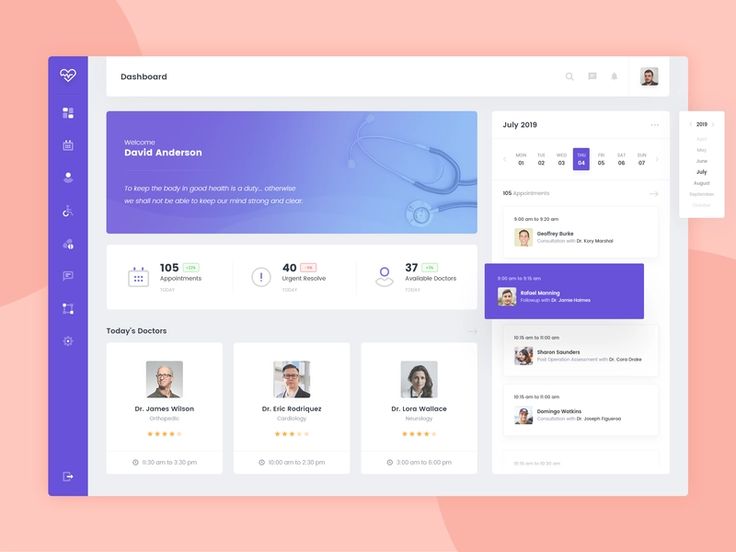 Dashboard
Welcome
David Anderson
To keep the body in good health is a duty... otherwise
we shall not be able to keep our mind strong and clear.
105
Appointments
TODAY
40
Urgent Resolve
TODAY
37
Available Doctors
TODAY
Today's Doctors
Dr. James Wilson
Orthopedic
11:30 am to 3:30 pm
Dr. Eric Rodriquez
Cardiology
10:00 am to 2:30 pm
Dr. Lora Wallace
Neurology
3:00 am to 6:00 pm
July 2019
MON TUE WED THU FRI SAT SUN
01 02 03 04 05 06 07
105 Appointments
9:00 am to 9:20 am
Geoffrey Burke
Consultation with Dr. Kory Marshal
9:00 am to 9:15 am
Rafael Manning
Followup with Dr. Jamie Holmes
10:15 am to 11:00 am
Sharon Saunders
Post Operation Assessment with Dr. Cora Drake
10:15 am to 11:00 am
Domingo Watkins
Consultation with Dr. Joseph Figueroa
10:15 am to 10:30 am
2019
April
May
June
July
August
September
October